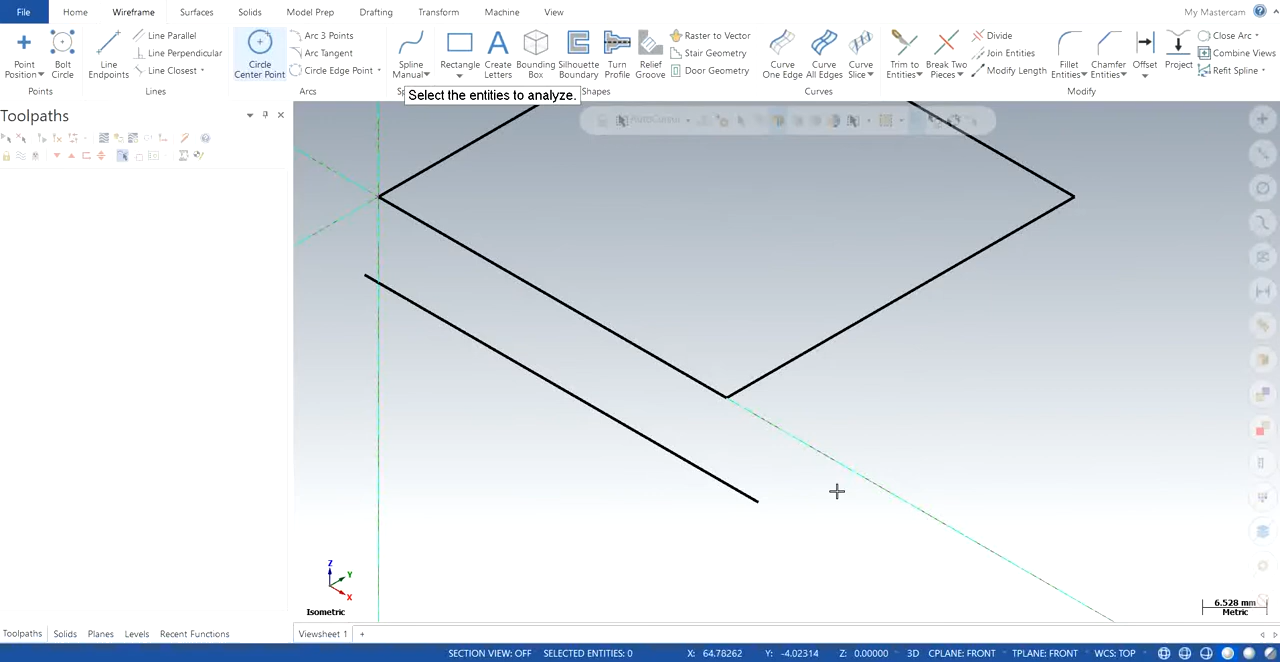 File Home Wireframe Surfaces Solids Model Prep Drafting Transform Machine View My Mastercam
Point Position
Bolt Circle
Points
Line Endpoints
Line Parallel
Line Perpendicular
Line Closest
Lines
Circle Center Point
Arc 3 Points
Arc Tangent
Circle Edge Point
Arcs
Spline Manual
Rectangle
Create Letters
Bounding Box
Silhouette Boundary
Turn Profile
Relief Groove
Raster to Vector
Stair Geometry
Door Geometry
Shapes
Curve One Edge
Curve All Edges
Curve Slice
Curves
Trim to Entities
Break Two Pieces
Divide
Join Entities
Modify Length
Fillet Entities
Chamfer Entities
Offset
Project
Close Arc
Combine Views
Refit Spline
Modify
Select the entities to analyze.
Toolpaths
AutoCursor
Z
Y
X
Isometric
6.528 mm
Metric
Toolpaths Solids Planes Levels Recent Functions Viewsheet 1 +
SECTION VIEW: OFF SELECTED ENTITIES: 0 X: 64.78262 Y: -4.02314 Z: 0.00000 3D CPLANE: FRONT TPLANE: FRONT WCS: TOP